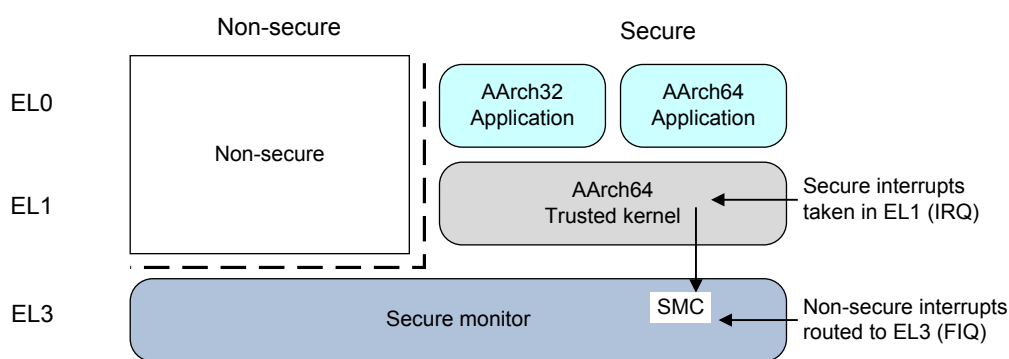 Non-secure
Secure
EL0
AArch32
Application
AArch64
Application
Non-secure
EL1
AArch64
Trusted kernel
Secure interrupts
taken in EL1 (IRQ)
EL3
Secure monitor
SMC
Non-secure interrupts
routed to EL3 (FIQ)